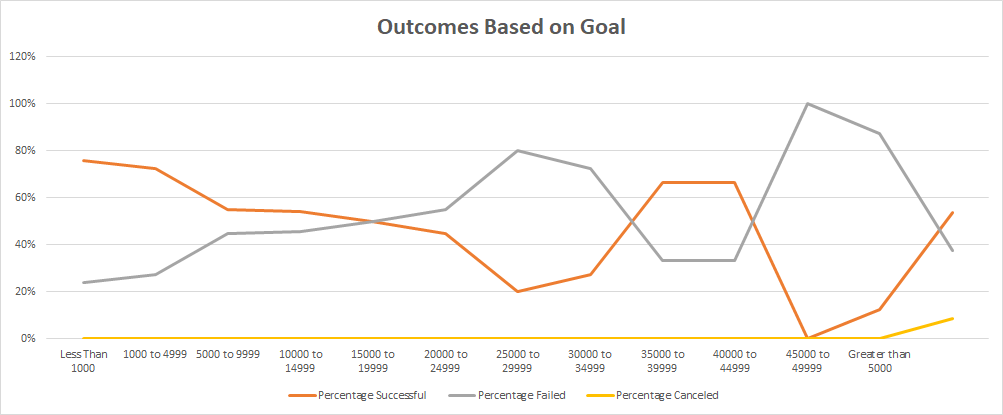 Outcomes Based on Goal
120%
100%
80%
60%
40%
20%
0%
Less Than
1000
1000 to 4999
5000 to 9999
10000 to
14999
15000 to
19999
20000 to
24999
25000 to
29999
30000 to
34999
35000 to
39999
40000 to
44999
45000 to
49999
Greater than
5000
Percentage Successful
Percentage Failed
Percentage Canceled